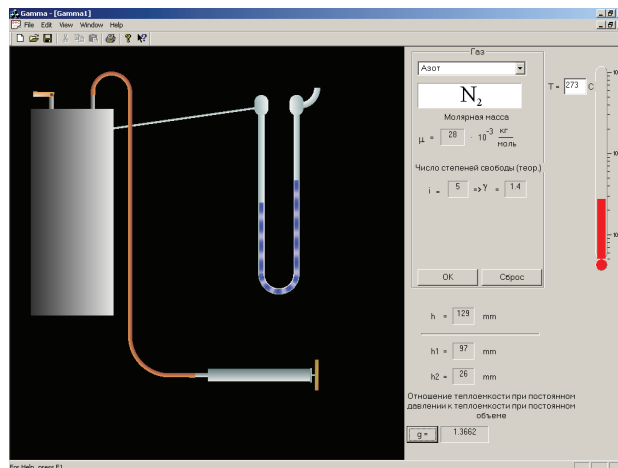 Gamma - [Gamma1]
File Edit View Window Help
Газ
Азот
T = 273 C
N2
Молярная масса
μ = 28 · 10^-3 кг/моль
Число степеней свободы (теор.)
i = 5 => γ = 1.4
OK Сброс
h = 129 mm
h1 = 97 mm
h2 = 26 mm
Отношение теплоемкости при постоянном
давлении к теплоемкости при постоянном
объеме
g = 1.3662
For Help, press F1